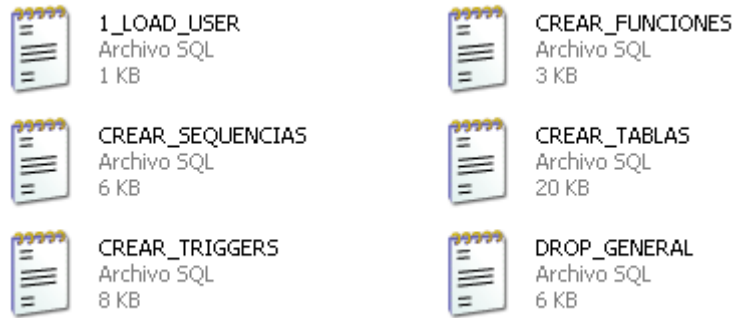 1_LOAD_USER
Archivo SQL
1 KB
CREAR_FUNCIONES
Archivo SQL
3 KB
CREAR_SEQUENCIAS
Archivo SQL
6 KB
CREAR_TABLAS
Archivo SQL
20 KB
CREAR_TRIGGERS
Archivo SQL
8 KB
DROP_GENERAL
Archivo SQL
6 KB